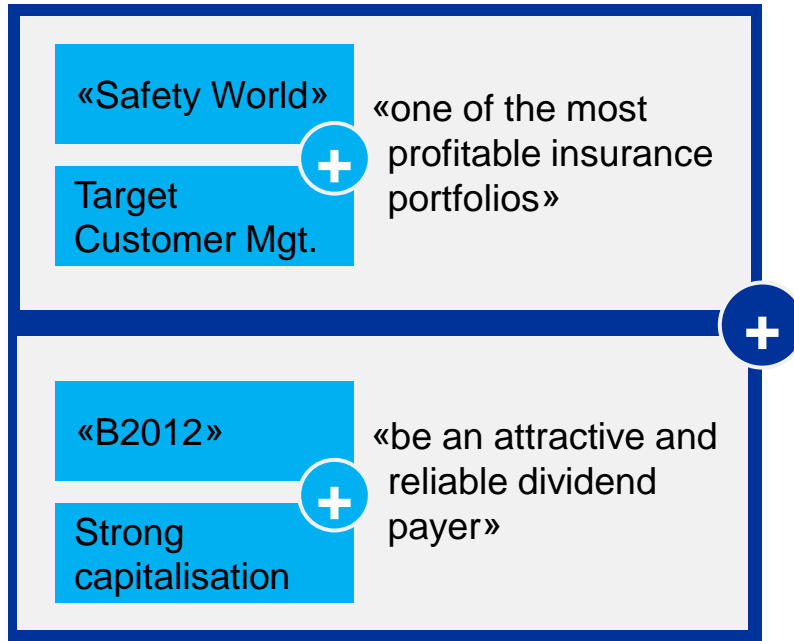 «Safety World»
+
Target
Customer Mgt.
«one of the most
profitable insurance
portfolios»
+
«B2012»
+
Strong
capitalisation
«be an attractive and
reliable dividend
payer»